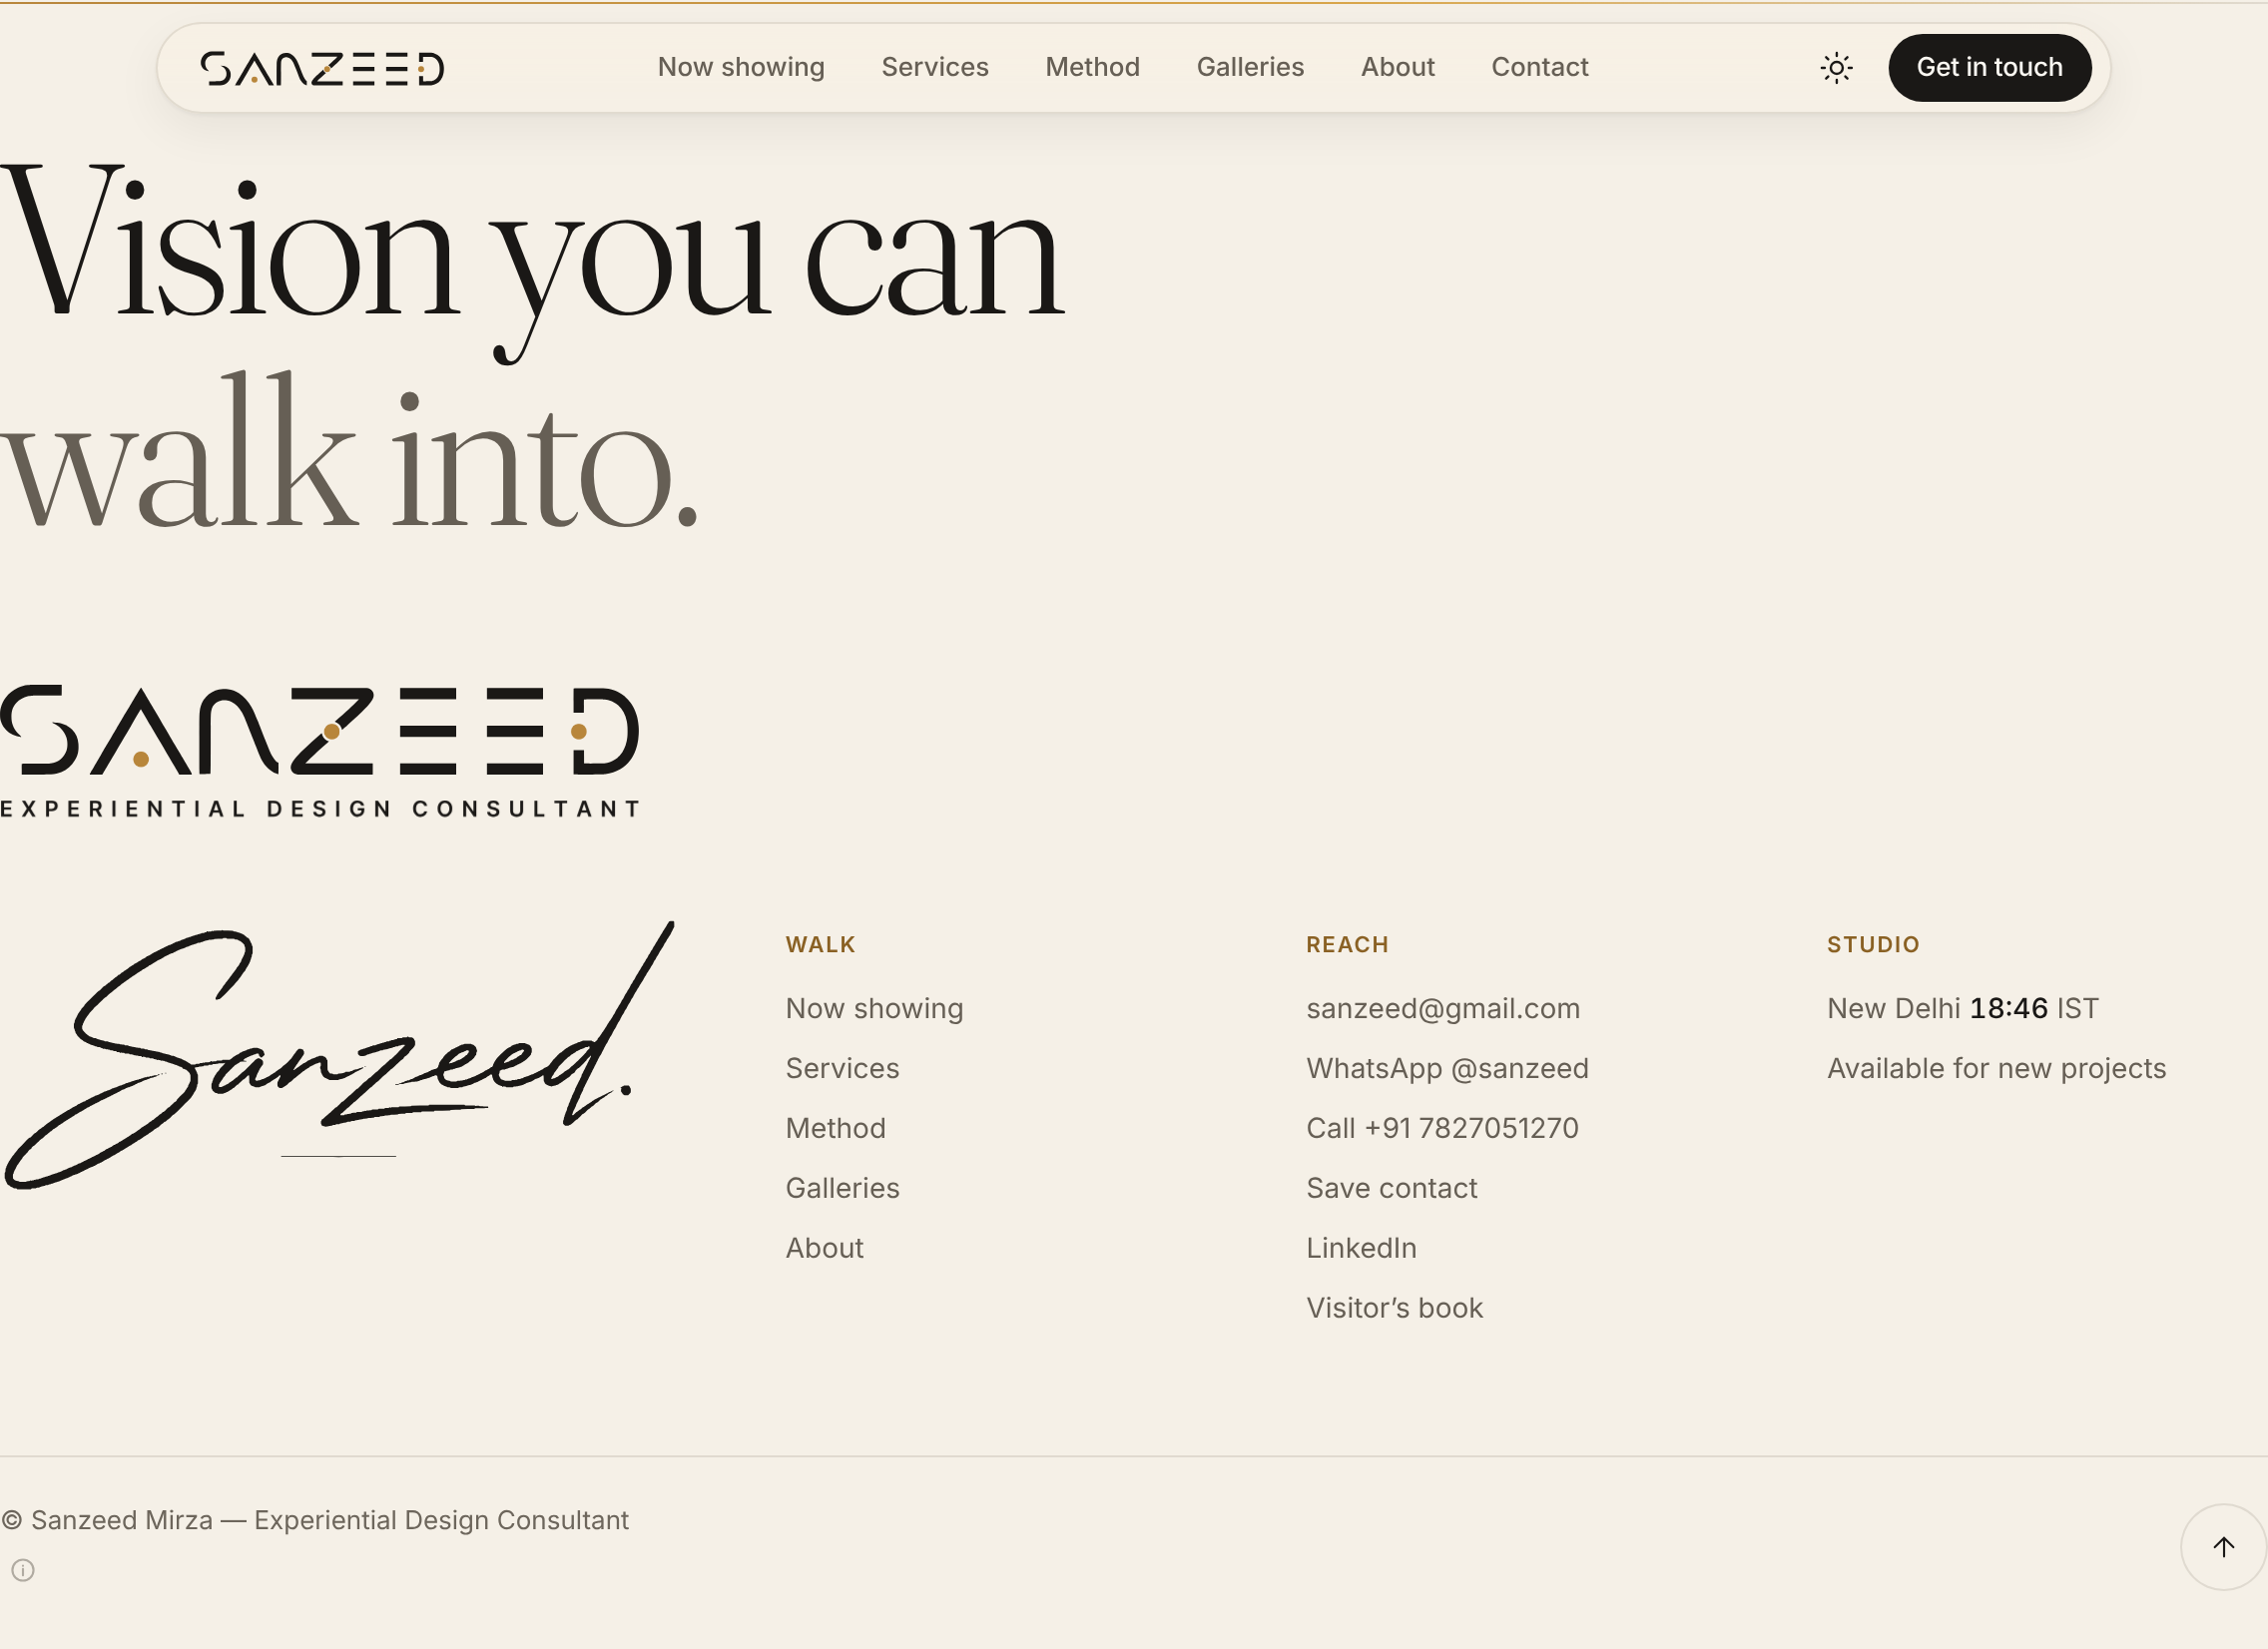 SANZEED
Now showing
Services
Method
Galleries
About
Contact
Get in touch
Vision you can
walk into.
SANZEED
EXPERIENTIAL DESIGN CONSULTANT
Sanzeed.
WALK
Now showing
Services
Method
Galleries
About
REACH
sanzeed@gmail.com
WhatsApp @sanzeed
Call +91 7827051270
Save contact
LinkedIn
Visitor’s book
STUDIO
New Delhi 18:46 IST
Available for new projects
© Sanzeed Mirza — Experiential Design Consultant